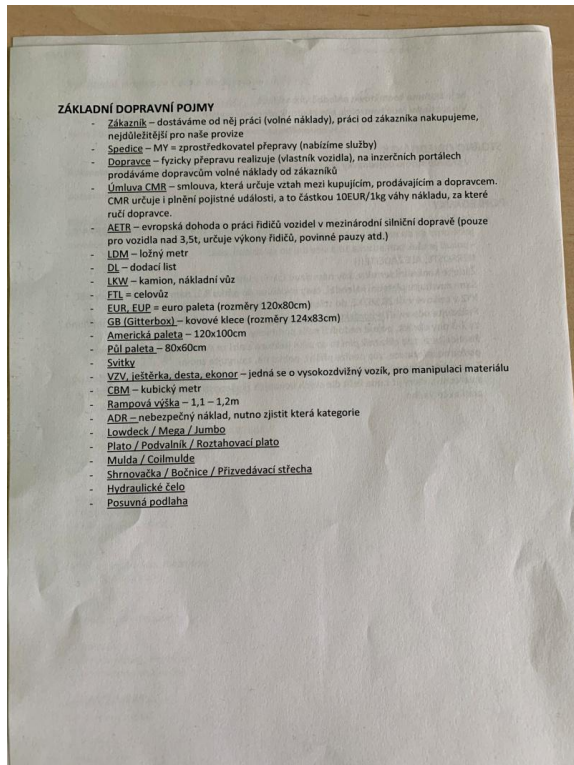 ZÁKLADNÍ DOPRAVNÍ POJMY
- Zákazník – dostáváme od něj práci (volné náklady), práci od zákazníka nakupujeme,
nejdůležitější pro naše provize
- Spedice – MY = zprostředkovatel přepravy (nabízíme služby)
- Dopravce – fyzicky přepravu realizuje (vlastník vozidla), na inzerčních portálech
prodáváme dopravcům volné náklad od zákazníků
- Úmluva CMR – smlouva, která určuje vztah mezi kupujícím, prodávajícím a dopravcem.
CMR určuje i plnění pojistné události, a to částkou 10EUR/1kg váhy nákladu, za které
ručí dopravce.
- AETR – evropská dohoda o práci řidičů vozidel v mezinárodní silniční dopravě (pouze
pro vozidla nad 3,5t, určuje výkony řidičů, povinné pauzy atd.)
- LDM – ložný metr
- DL – dodací list
- LKW – kamion, nákladní vůz
- FTL = celovůz
- EUR, EUP = euro paleta (rozměry 120x80cm)
- GB (Gitterbox) – kovové klece (rozměry 124x83cm)
- Americká paleta – 120x100cm
- Půl paleta – 80x60cm
- Svitky
- VZV, ještěrka, desta, ekonor – jedná se o vysokozdvižný vozík, pro manipulaci materiálu
- CBM – kubický metr
- Rampová výška – 1,1 – 1,2m
- ADR – nebezpečný náklad, nutno zjistit která kategorie
- Lowdeck / Mega / Jumbo
- Plato / Podvalník / Roztahovací plato
- Mulda / Coilmulde
- Shrnovačka / Bočnice / Přizvedávací střecha
- Hydraulické čelo
- Posuvná podlaha